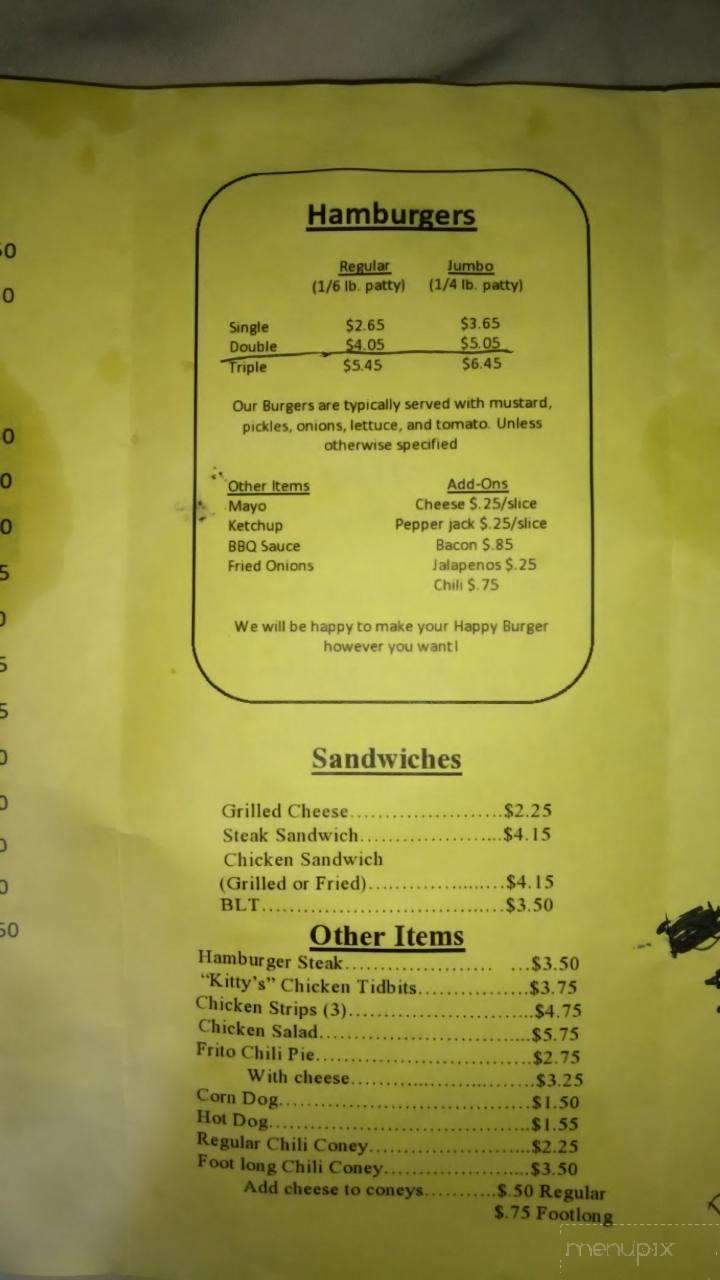 Hamburgers
Regular Jumbo
(1/6 lb. patty) (1/4 lb. patty)
Single $2.65 $3.65
Double $4.05 $5.05
Triple $5.45 $6.45
Our Burgers are typically served with mustard,
pickles, onions, lettuce, and tomato. Unless
otherwise specified
Other Items Add-Ons
Mayo Cheese $.25/slice
Ketchup Pepper jack $.25/slice
BBQ Sauce Bacon $.85
Fried Onions Jalapenos $.25
Chili $.75
We will be happy to make your Happy Burger
however you want!
Sandwiches
Grilled Cheese......................$2.25
Steak Sandwich.....................$4.15
Chicken Sandwich
(Grilled or Fried)....................$4.15
BLT...................................$3.50
Other Items
Hamburger Steak..................... ...$3.50
"Kitty's" Chicken Tidbits................$3.75
Chicken Strips (3)..........................$4.75
Chicken Salad..............................$5.75
Frito Chili Pie..............................$2.75
With cheese..........................$3.25
Corn Dog...................................$1.50
Hot Dog.....................................$1.55
Regular Chili Coney.......................$2.25
Foot long Chili Coney.....................$3.50
Add cheese to coneys..........$.50 Regular
$.75 Footlong
menupix